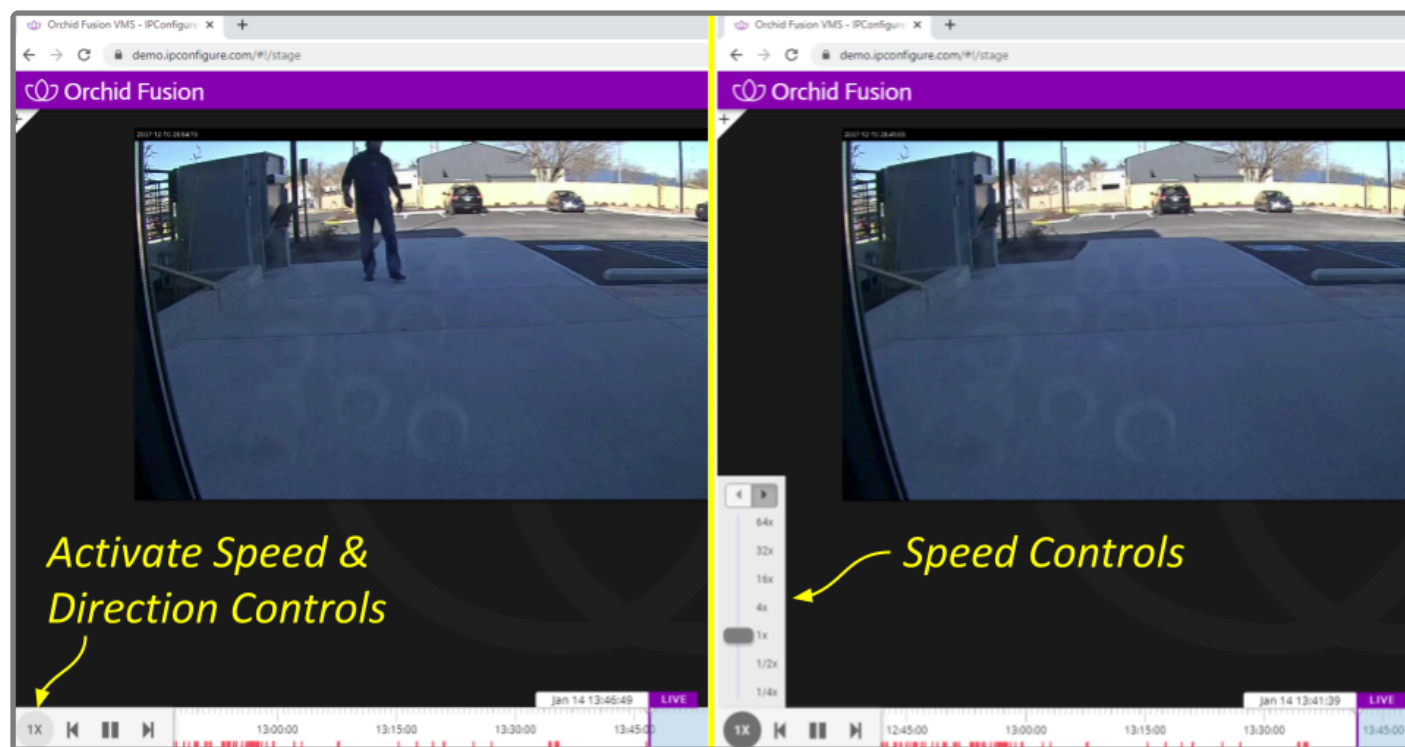 Orchid Fusion VMS - IPConfigure
demo.ipconfigure.com/#!/stage
Orchid Fusion
Activate Speed &
Direction Controls
Jan 14 13:46:49 LIVE
1X
13:00:00 13:15:00 13:30:00 13:45:00
Orchid Fusion VMS - IPConfigure
demo.ipconfigure.com/#!/stage
Orchid Fusion
64x
32x
16x
4x
1x
1/2x
1/4x
Speed Controls
Jan 14 13:41:39 LIVE
1X
12:45:00 13:00:00 13:15:00 13:30:00 13:45:00